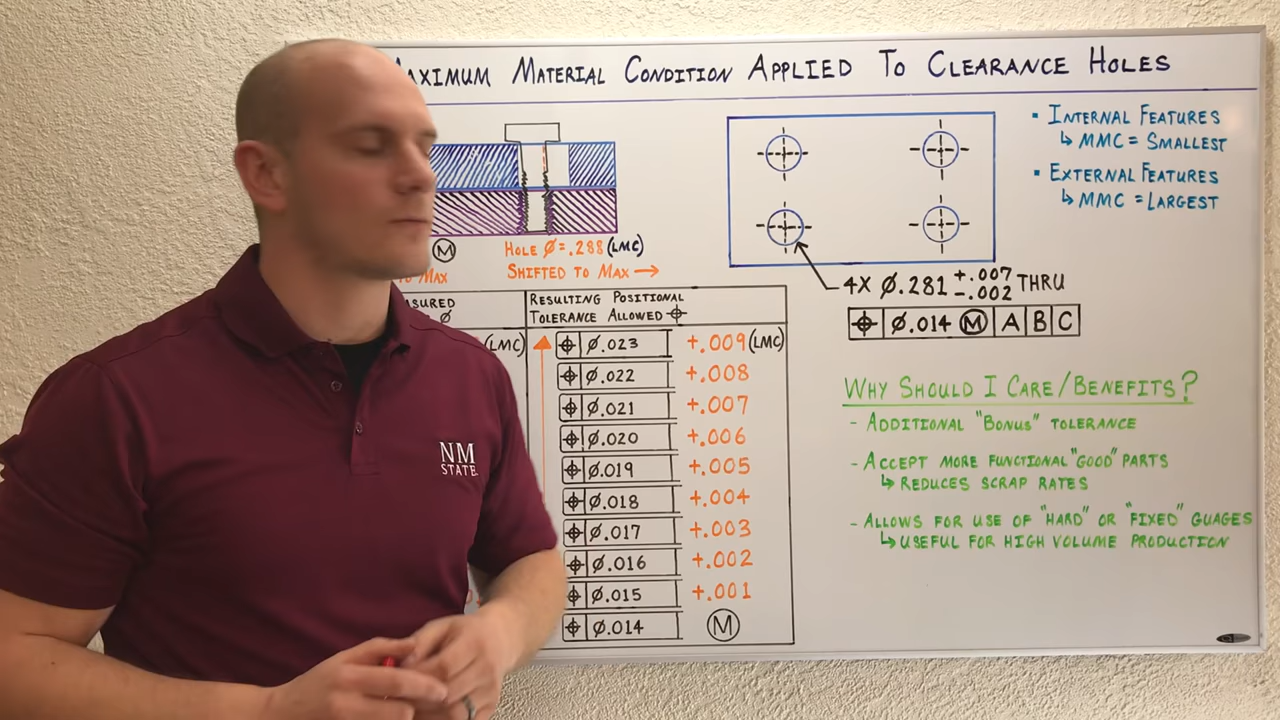 MAXIMUM MATERIAL CONDITION APPLIED TO CLEARANCE HOLES
Ⓜ
TO MAX
HOLE Ø=.288 (LMC)
SHIFTED TO MAX →
Ø
RESULTING POSITIONAL
TOLERANCE ALLOWED ⌖
(LMC)
⌖ Ø.023 +.009 (LMC)
⌖ Ø.022 +.008
⌖ Ø.021 +.007
⌖ Ø.020 +.006
⌖ Ø.019 +.005
⌖ Ø.018 +.004
⌖ Ø.017 +.003
⌖ Ø.016 +.002
⌖ Ø.015 +.001
⌖ Ø.014 Ⓜ
4X Ø.281 +.007 -.002 THRU
⌖ Ø.014 Ⓜ A B C
▪ INTERNAL FEATURES
↳ MMC = SMALLEST
▪ EXTERNAL FEATURES
↳ MMC = LARGEST
WHY SHOULD I CARE/BENEFITS?
- ADDITIONAL "BONUS" TOLERANCE
- ACCEPT MORE FUNCTIONAL "GOOD" PARTS
↳ REDUCES SCRAP RATES
- ALLOWS FOR USE OF "HARD" OR "FIXED" GUAGES
↳ USEFUL FOR HIGH VOLUME PRODUCTION
NM
STATE